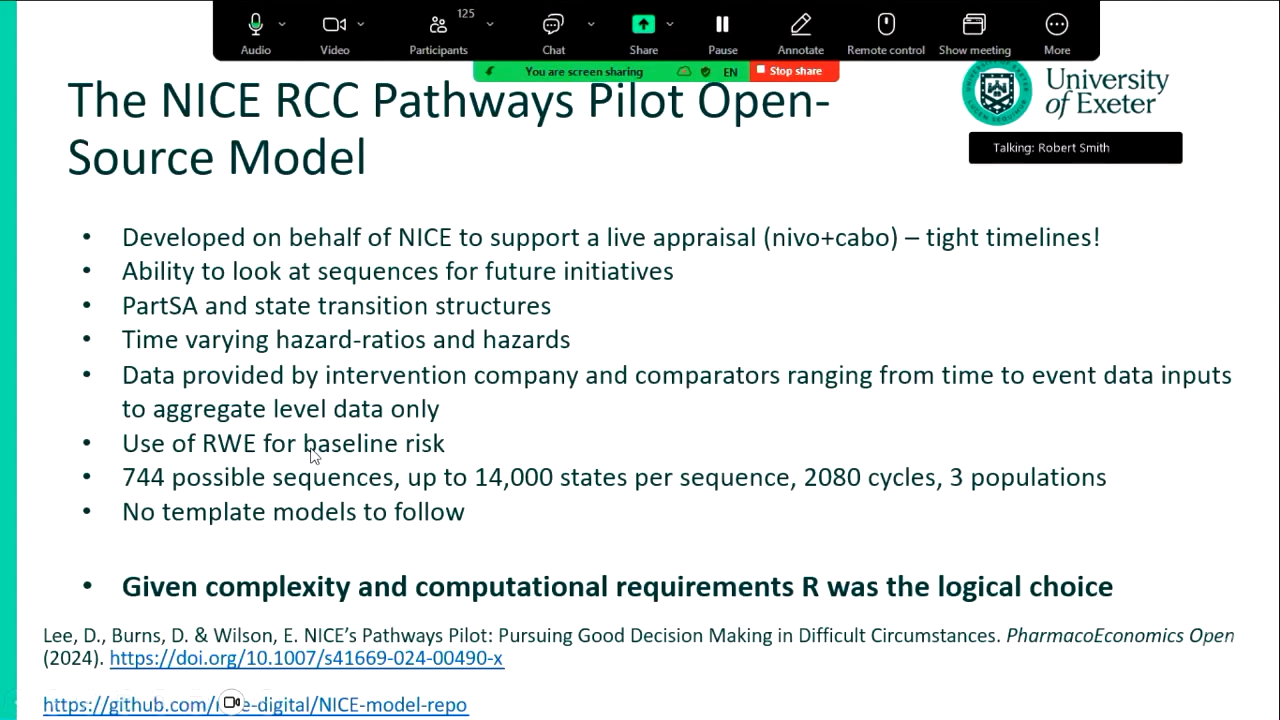 125
Audio
Video
Participants
Chat
Share
Pause
Annotate
Remote control
Show meeting
More
You are screen sharing
EN
Stop share
The NICE RCC Pathways Pilot Open-
Source Model
University
of Exeter
Talking: Robert Smith
• Developed on behalf of NICE to support a live appraisal (nivo+cabo) – tight timelines!
• Ability to look at sequences for future initiatives
• PartSA and state transition structures
• Time varying hazard-ratios and hazards
• Data provided by intervention company and comparators ranging from time to event data inputs
to aggregate level data only
• Use of RWE for baseline risk
• 744 possible sequences, up to 14,000 states per sequence, 2080 cycles, 3 populations
• No template models to follow
• Given complexity and computational requirements R was the logical choice
Lee, D., Burns, D. & Wilson, E. NICE’s Pathways Pilot: Pursuing Good Decision Making in Difficult Circumstances. PharmacoEconomics Open
(2024). https://doi.org/10.1007/s41669-024-00490-x
https://github.com/ e-digital/NICE-model-repo